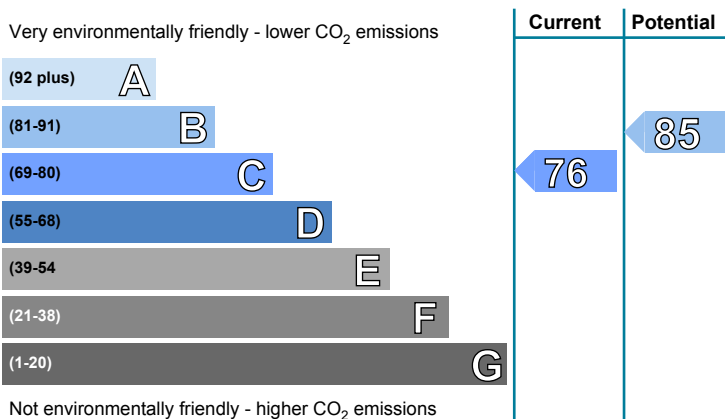 Very environmentally friendly - lower CO2 emissions
Current
Potential
(92 plus) A
(81-91) B
85
(69-80) C
76
(55-68) D
(39-54 E
(21-38) F
(1-20) G
Not environmentally friendly - higher CO2 emissions